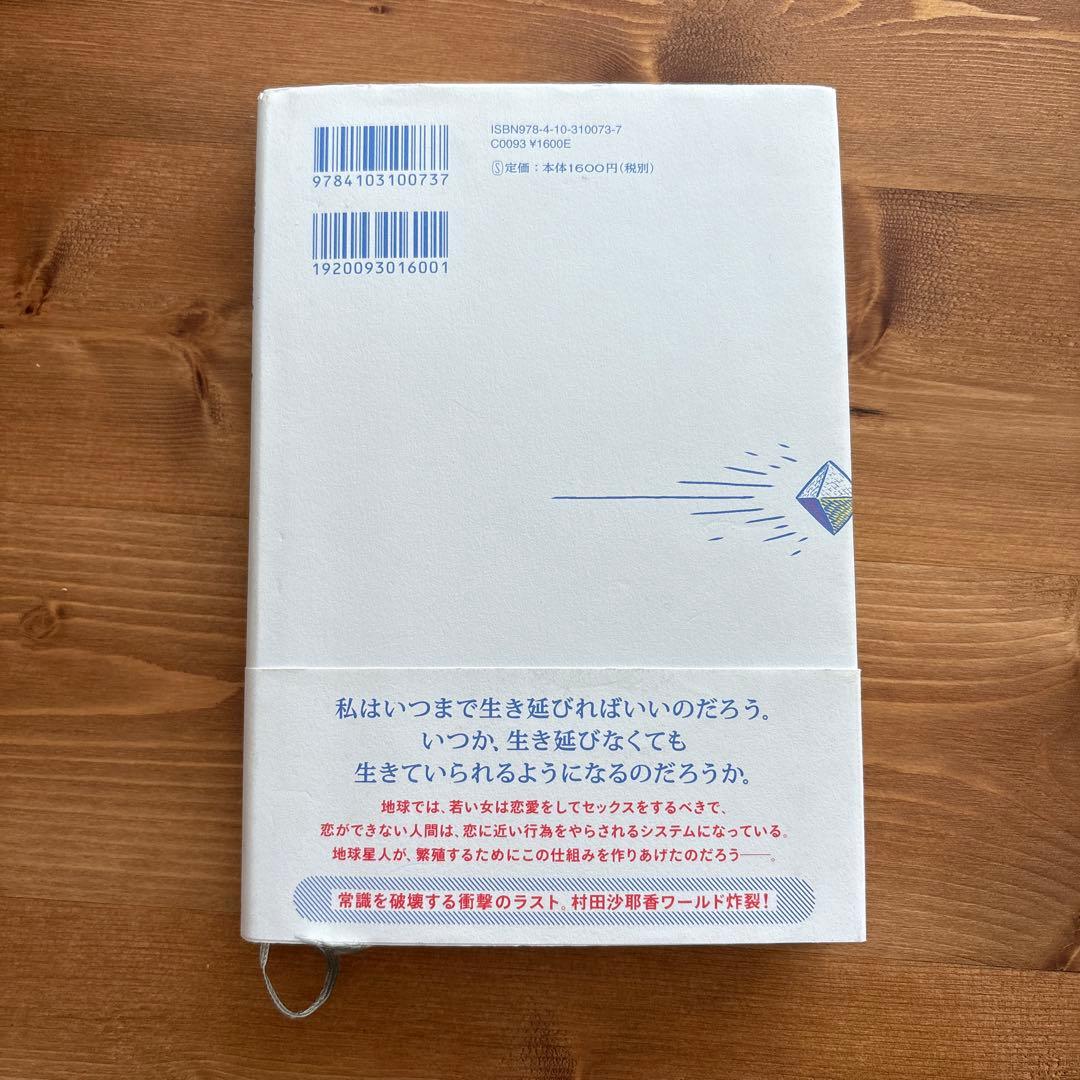 ISBN978-4-10-310073-7
C0093 ¥1600E
Ⓢ定価:本体1600円(税別)
9784103100737
1920093016001
私はいつまで生き延びればいいのだろう。
いつか、生き延びなくても
生きていられるようになるのだろうか。
地球では、若い女は恋愛をしてセックスをするべきで、
恋ができない人間は、恋に近い行為をやらされるシステムになっている。
地球星人が、繁殖するためにこの仕組みを作りあげたのだろう――。
常識を破壊する衝撃のラスト。村田沙耶香ワールド炸裂!